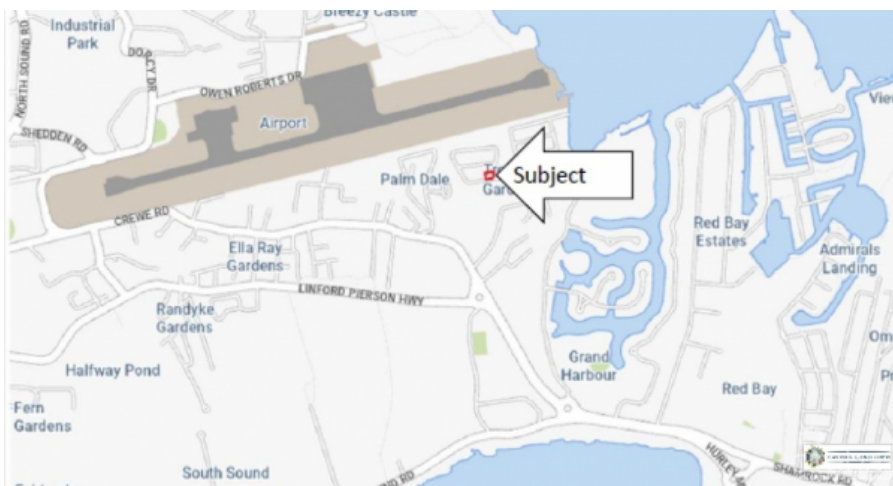 Breezy Castle
Industrial
Park
NORTH SOUND RD
OWEN ROBERTS DR
Airport
SHEDDEN RD
View
Palm Dale
Subject
CREWE RD
Ella Ray
Gardens
Red Bay
Estates
Admirals
Landing
LINFORD PIERSON HWY
Randyke
Gardens
Halfway Pond
Grand
Harbour
Red Bay
Fern
Gardens
South Sound
SHAMROCK RD